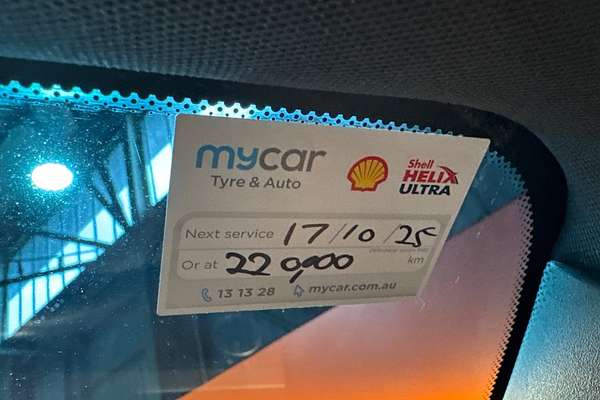 mycar
Tyre & Auto
Shell
HELIX
ULTRA
Next service 17/10/25
Or at 220,000 km
13 13 28 mycar.com.au